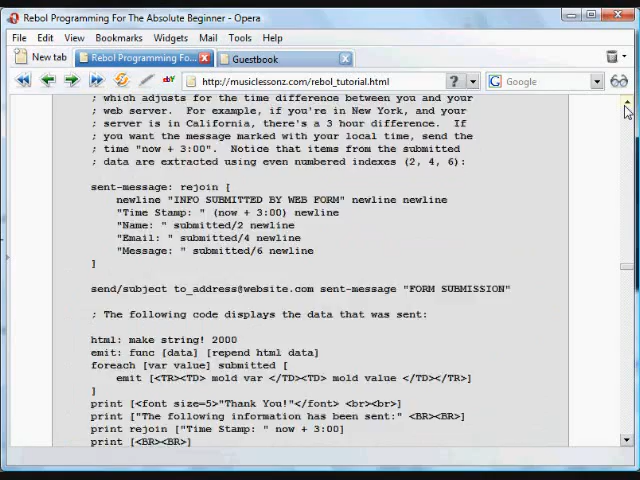 Rebol Programming For The Absolute Beginner - Opera
File Edit View Bookmarks Widgets Mail Tools Help
New tab Rebol Programming Fo... Guestbook
http://musiclessonz.com/rebol_tutorial.html ? Google
; which adjusts for the time difference between you and your
; web server.  For example, if you're in New York, and your
; server is in California, there's a 3 hour difference.  If
; you want the message marked with your local time, send the
; time "now + 3:00".  Notice that items from the submitted
; data are extracted using even numbered indexes (2, 4, 6):
sent-message: rejoin [
newline "INFO SUBMITTED BY WEB FORM" newline newline
"Time Stamp: " (now + 3:00) newline
"Name: " submitted/2 newline
"Email: " submitted/4 newline
"Message: " submitted/6 newline
]
send/subject to_address@website.com sent-message "FORM SUBMISSION"
; The following code displays the data that was sent:
html: make string! 2000
emit: func [data] [repend html data]
foreach [var value] submitted [
emit [<TR><TD> mold var </TD><TD> mold value </TD></TR>]
]
print [<font size=5>"Thank You!"</font> <br><br>]
print ["The following information has been sent:" <BR><BR>]
print rejoin ["Time Stamp: " now + 3:00]
print [<BR><BR>]